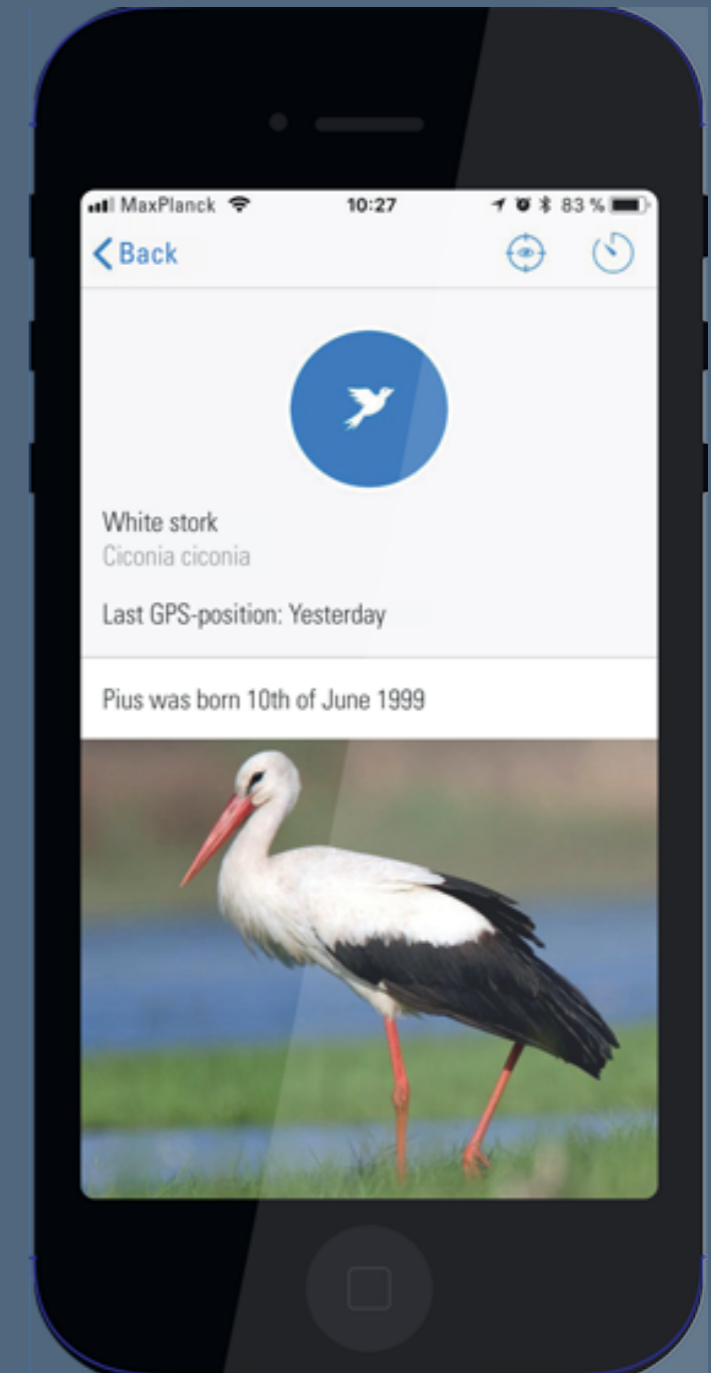 MaxPlanck 10:27 83 %
Back
White stork
Ciconia ciconia
Last GPS-position: Yesterday
Pius was born 10th of June 1999